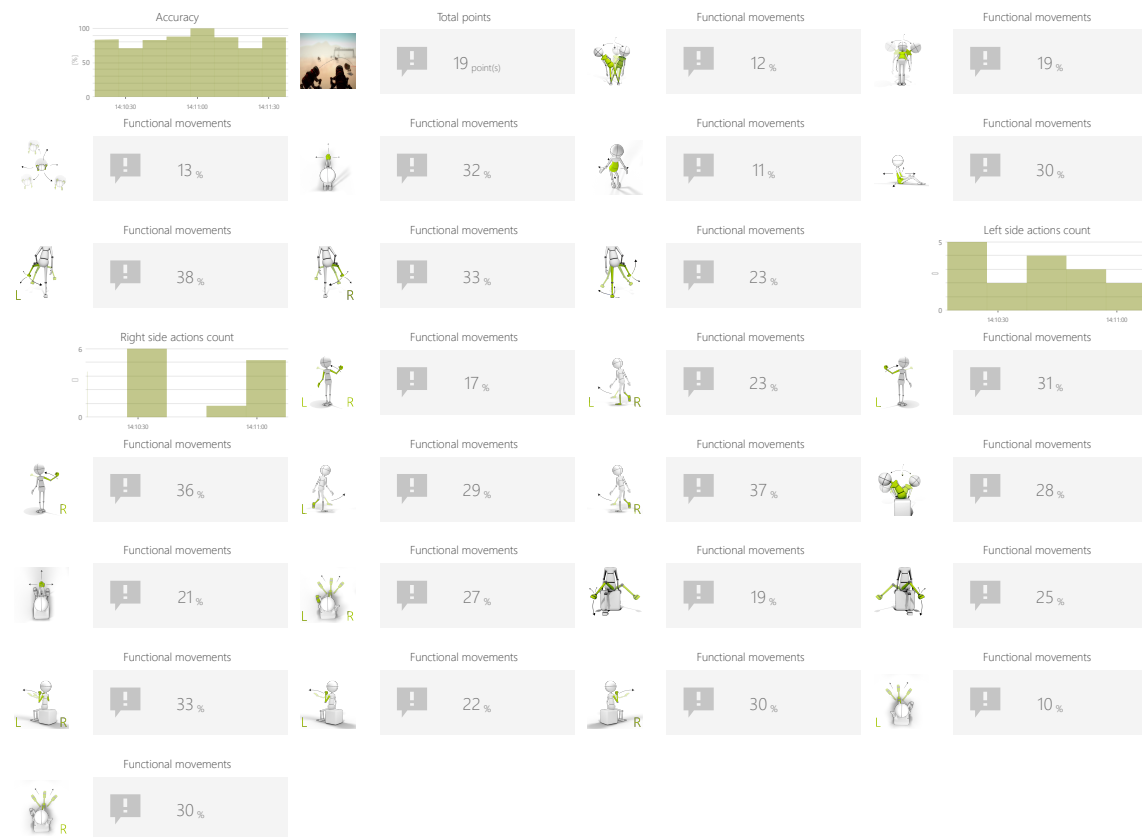 Accuracy
100
50
0
(%)
14:10:30 14:11:00 14:11:30
Total points
19 point(s)
Functional movements
12 %
Functional movements
19 %
Functional movements
13 %
Functional movements
32 %
Functional movements
11 %
Functional movements
30 %
Functional movements
L
38 %
Functional movements
R
33 %
Functional movements
23 %
Left side actions count
5
0
()
14:10:30 14:11:00
Right side actions count
6
0
()
14:10:30 14:11:00
Functional movements
L R
17 %
Functional movements
L R
23 %
Functional movements
L
31 %
Functional movements
R
36 %
Functional movements
L
29 %
Functional movements
R
37 %
Functional movements
28 %
Functional movements
21 %
Functional movements
L R
27 %
Functional movements
19 %
Functional movements
25 %
Functional movements
L R
33 %
Functional movements
L
22 %
Functional movements
R
30 %
Functional movements
L
10 %
Functional movements
R
30 %